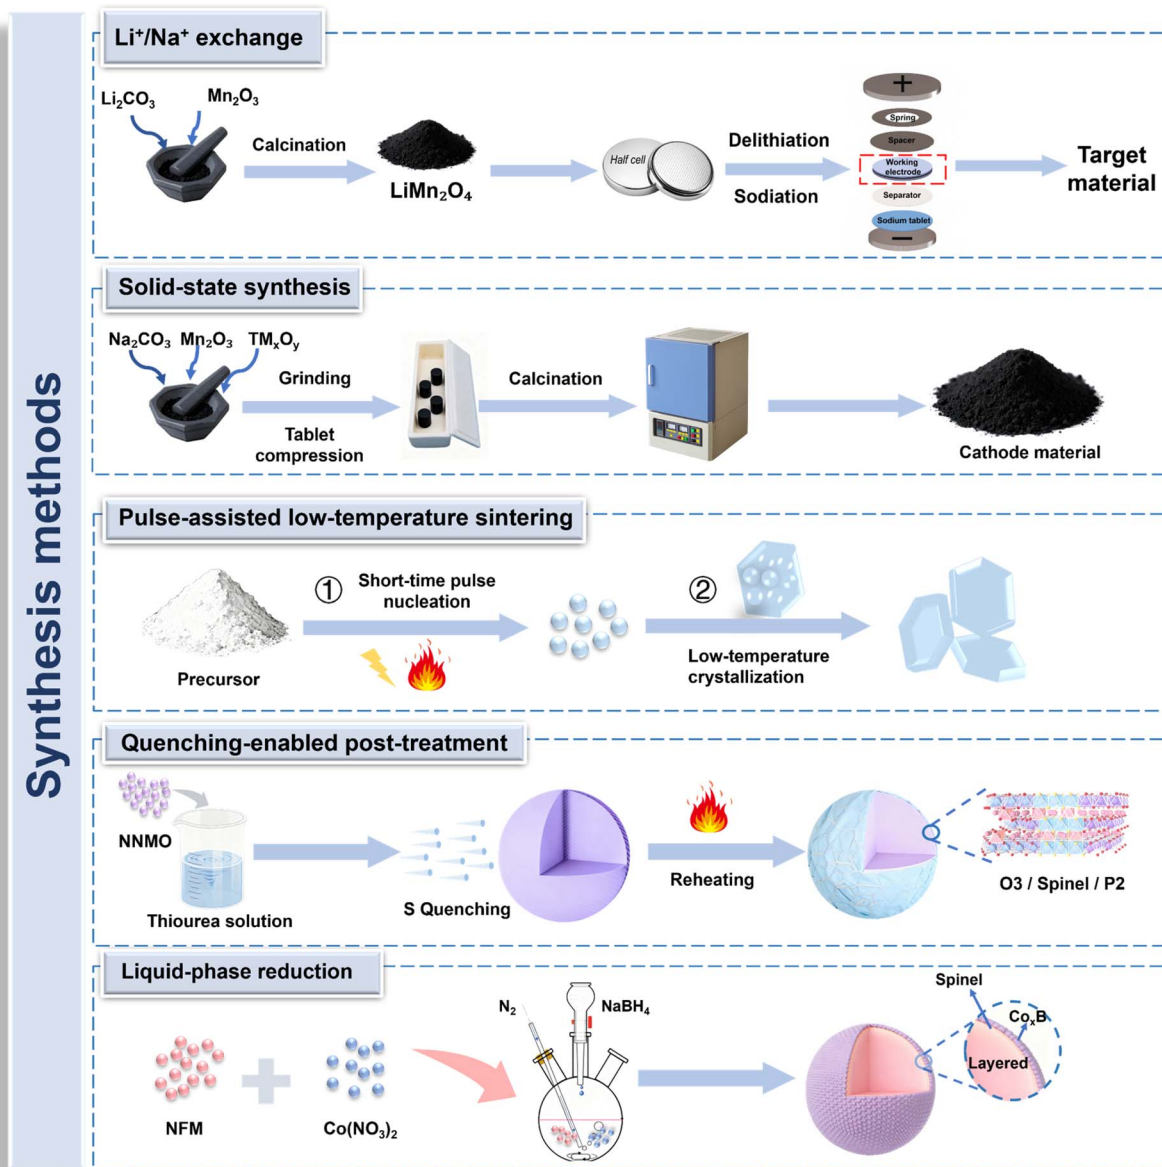 Synthesis methods
Li⁺/Na⁺ exchange
Li₂CO₃
Mn₂O₃
Calcination
LiMn₂O₄
Half cell
Delithiation
Sodiation
+
Spring
Spacer
Working
electrode
Separator
Sodium tablet
−
Target
material
Solid-state synthesis
Na₂CO₃
Mn₂O₃
TMₓOᵧ
Grinding
Tablet
compression
Calcination
Cathode material
Pulse-assisted low-temperature sintering
Precursor
①
Short-time pulse
nucleation
②
Low-temperature
crystallization
Quenching-enabled post-treatment
NNMO
Thiourea solution
S Quenching
Reheating
O3 / Spinel / P2
Liquid-phase reduction
NFM
+
Co(NO₃)₂
N₂
NaBH₄
Spinel
CoₓB
Layered